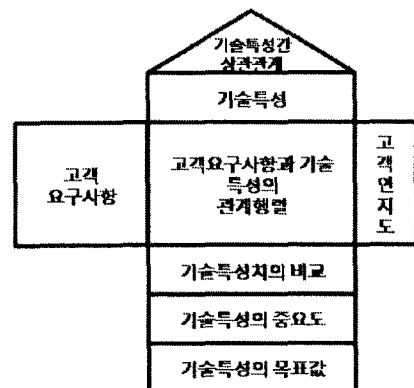 기술특성간
상관관계
기술특성
고객
요구사항
고객요구사항과 기술
특성의
관계행렬
고
객
인
지
도
기술특성치의 비교
기술특성의 중요도
기술특성의 목표값